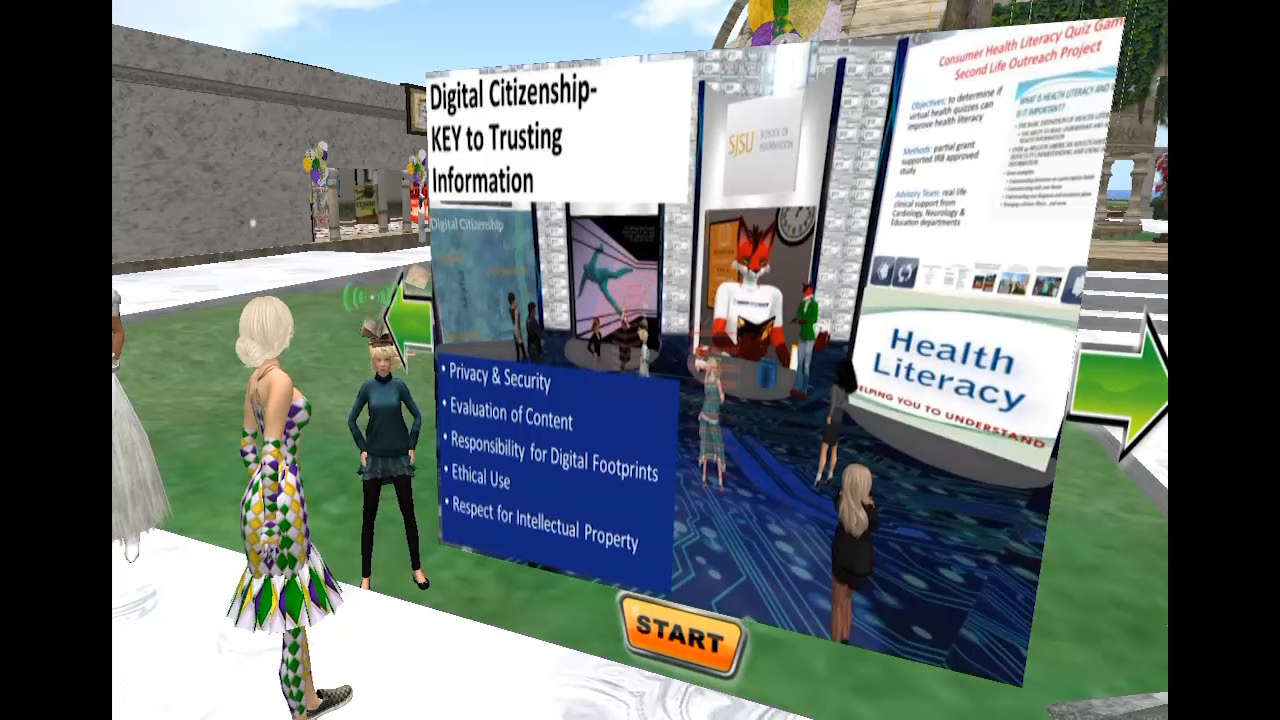 Digital Citizenship-
KEY to Trusting
Information
Digital Citizenship
• Privacy & Security
• Evaluation of Content
• Responsibility for Digital Footprints
• Ethical Use
• Respect for Intellectual Property
SJSU SCHOOL OF
INFORMATION
Consumer Health Literacy Quiz Gam
Second Life Outreach Project
Objectives: to determine if
virtual health quizzes can
improve health literacy
Methods: partial grant
supported IRB approved
study
Advisory Team: real life
clinical support from
Cardiology, Neurology &
Education departments
WHAT IS HEALTH LITERACY AND
IS IT IMPORTANT?
Health
Literacy
HELPING YOU TO UNDERSTAND
START